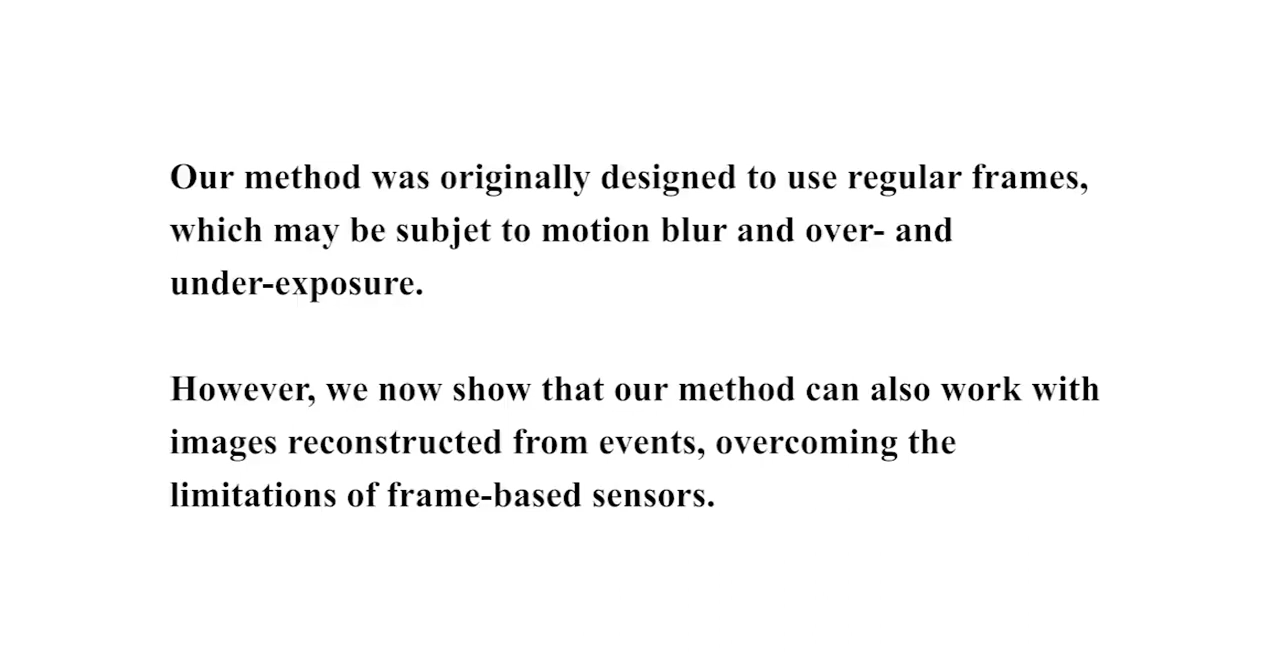 Our method was originally designed to use regular frames,
which may be subjet to motion blur and over- and
under-exposure.
However, we now show that our method can also work with
images reconstructed from events, overcoming the
limitations of frame-based sensors.